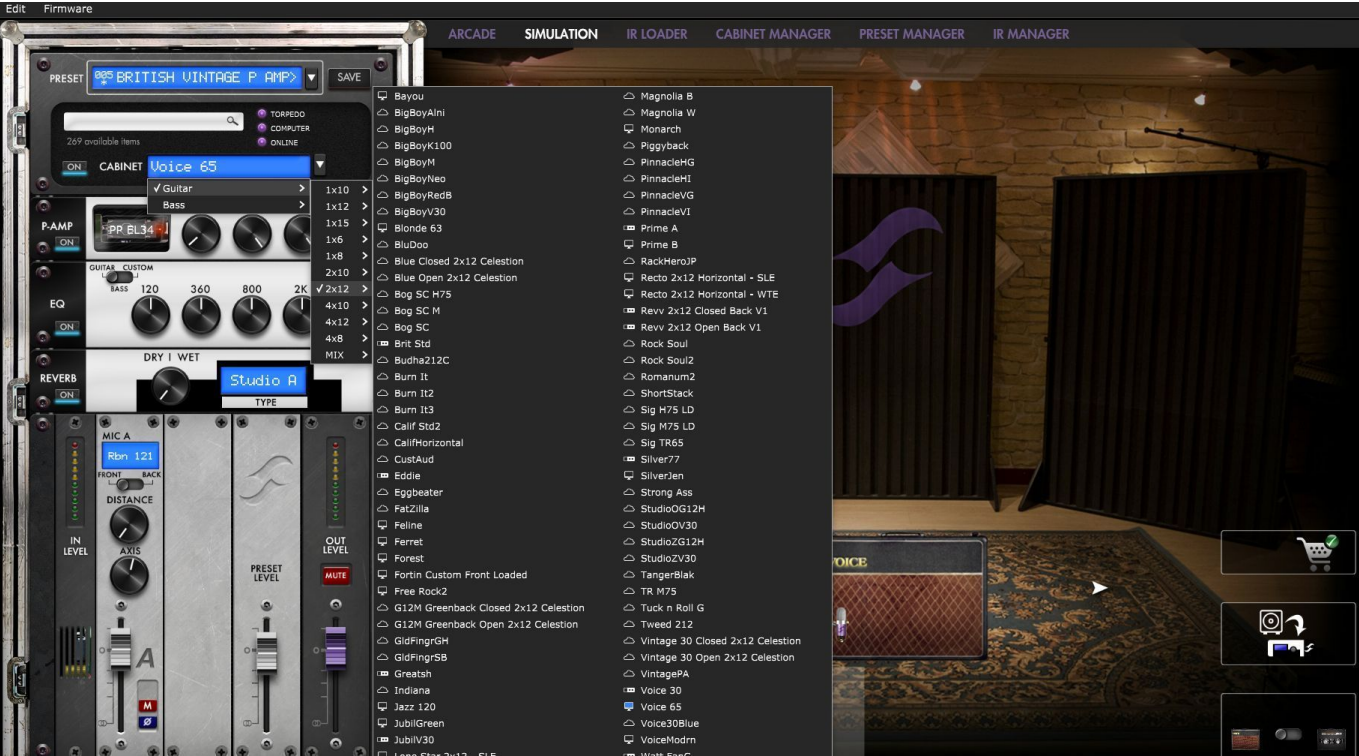 Edit Firmware
ARCADE SIMULATION IR LOADER CABINET MANAGER PRESET MANAGER IR MANAGER
PRESET 005 BRITISH VINTAGE P AMP> SAVE
TORPEDO
COMPUTER
ONLINE
269 available items
ON CABINET Voice 65
Guitar
Bass
1x10
1x12
1x15
1x6
1x8
2x10
2x12
4x10
4x12
4x8
MIX
P-AMP
ON
PP EL34
GUITAR CUSTOM
BASS
EQ
ON
120 360 800 2K
REVERB
ON
DRY | WET
Studio A
TYPE
MIC A
Rbn 121
FRONT BACK
DISTANCE
AXIS
IN
LEVEL
A
M
Ø
PRESET
LEVEL
OUT
LEVEL
MUTE
Bayou
BigBoyAlni
BigBoyH
BigBoyK100
BigBoyM
BigBoyNeo
BigBoyRedB
BigBoyV30
Blonde 63
BluDoo
Blue Closed 2x12 Celestion
Blue Open 2x12 Celestion
Bog SC H75
Bog SC M
Bog SC
Brit Std
Budha212C
Burn It
Burn It2
Burn It3
Calif Std2
CalifHorizontal
CustAud
Eddie
Eggbeater
FatZilla
Feline
Ferret
Forest
Fortin Custom Front Loaded
Free Rock2
G12M Greenback Closed 2x12 Celestion
G12M Greenback Open 2x12 Celestion
GldFingrGH
GldFingrSB
Greatsh
Indiana
Jazz 120
JubilGreen
JubilV30
Lone Star 2x12 - SLE
Magnolia B
Magnolia W
Monarch
Piggyback
PinnacleHG
PinnacleHI
PinnacleVG
PinnacleVI
Prime A
Prime B
RackHeroJP
Recto 2x12 Horizontal - SLE
Recto 2x12 Horizontal - WTE
Revv 2x12 Closed Back V1
Revv 2x12 Open Back V1
Rock Soul
Rock Soul2
Romanum2
ShortStack
Sig H75 LD
Sig M75 LD
Sig TR65
Silver77
SilverJen
Strong Ass
StudioOG12H
StudioOV30
StudioZG12H
StudioZV30
TangerBlak
TR M75
Tuck n Roll G
Tweed 212
Vintage 30 Closed 2x12 Celestion
Vintage 30 Open 2x12 Celestion
VintagePA
Voice 30
Voice 65
Voice30Blue
VoiceModrn
Watt FanG
VOICE